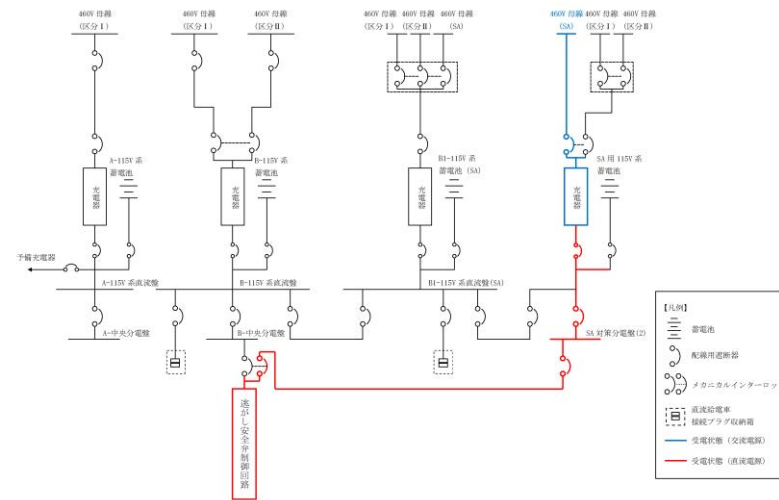 460V 母線
(区分Ⅰ)
460V 母線
(区分Ⅰ)
460V 母線
(区分Ⅱ)
460V 母線
(区分Ⅰ)
460V 母線
(区分Ⅱ)
460V 母線
(SA)
460V 母線
(SA)
460V 母線
(区分Ⅰ)
460V 母線
(区分Ⅱ)
A-115V 系
蓄電池
B-115V 系
蓄電池
B1-115V 系
蓄電池 (SA)
SA 用 115V 系
蓄電池
充電器
充電器
充電器
充電器
予備充電器
A-115V 系直流盤
B-115V 系直流盤
B1-115V 系直流盤(SA)
A-中央分電盤
B-中央分電盤
SA 対策分電盤(2)
逃がし安全弁制御回路
【凡例】
蓄電池
配線用遮断器
メカニカルインターロッ
直流給電車
接続プラグ収納箱
受電状態（交流電源）
受電状態（直流電源）